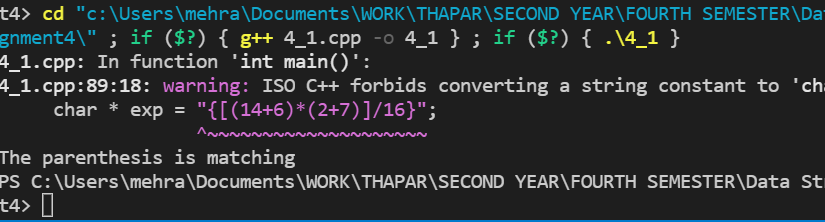 t4> cd "c:\Users\mehra\Documents\WORK\THAPAR\SECOND YEAR\FOURTH SEMESTER\Dat
gnment4\" ; if ($?) { g++ 4_1.cpp -o 4_1 } ; if ($?) { .\4_1 }
4_1.cpp: In function 'int main()':
4_1.cpp:89:18: warning: ISO C++ forbids converting a string constant to 'cha
char * exp = "{[(14+6)*(2+7)]/16}";
^~~~~~~~~~~~~~~~~~~~~
The parenthesis is matching
PS C:\Users\mehra\Documents\WORK\THAPAR\SECOND YEAR\FOURTH SEMESTER\Data Str
t4>